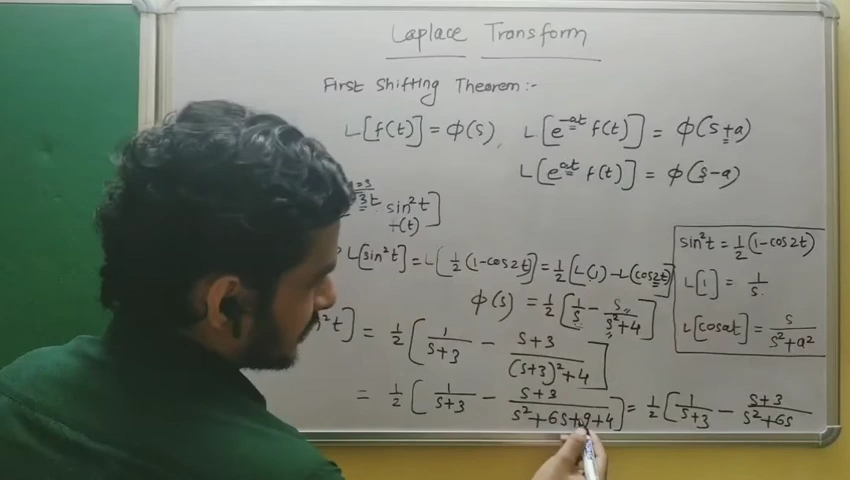 Laplace Transform
First Shifting Theorem:-
L[f(t)] = φ(s), L[e^-at f(t)] = φ(s+a)
L[e^at f(t)] = φ(s-a)
sin²t]
f(t)
L[sin²t] = L[1/2 (1-cos2t)] = 1/2 [L(1) - L(cos2t)]
φ(s) = 1/2 [1/s - s/(s²+4)]
sin²t = 1/2 (1-cos2t)
L[1] = 1/s
L[cosat] = s/(s²+a²)
²t] = 1/2 [1/(s+3) - (s+3)/((s+3)²+4)]
= 1/2 [1/(s+3) - (s+3)/(s²+6s+9+4)] = 1/2 [1/(s+3) - (s+3)/(s²+6s